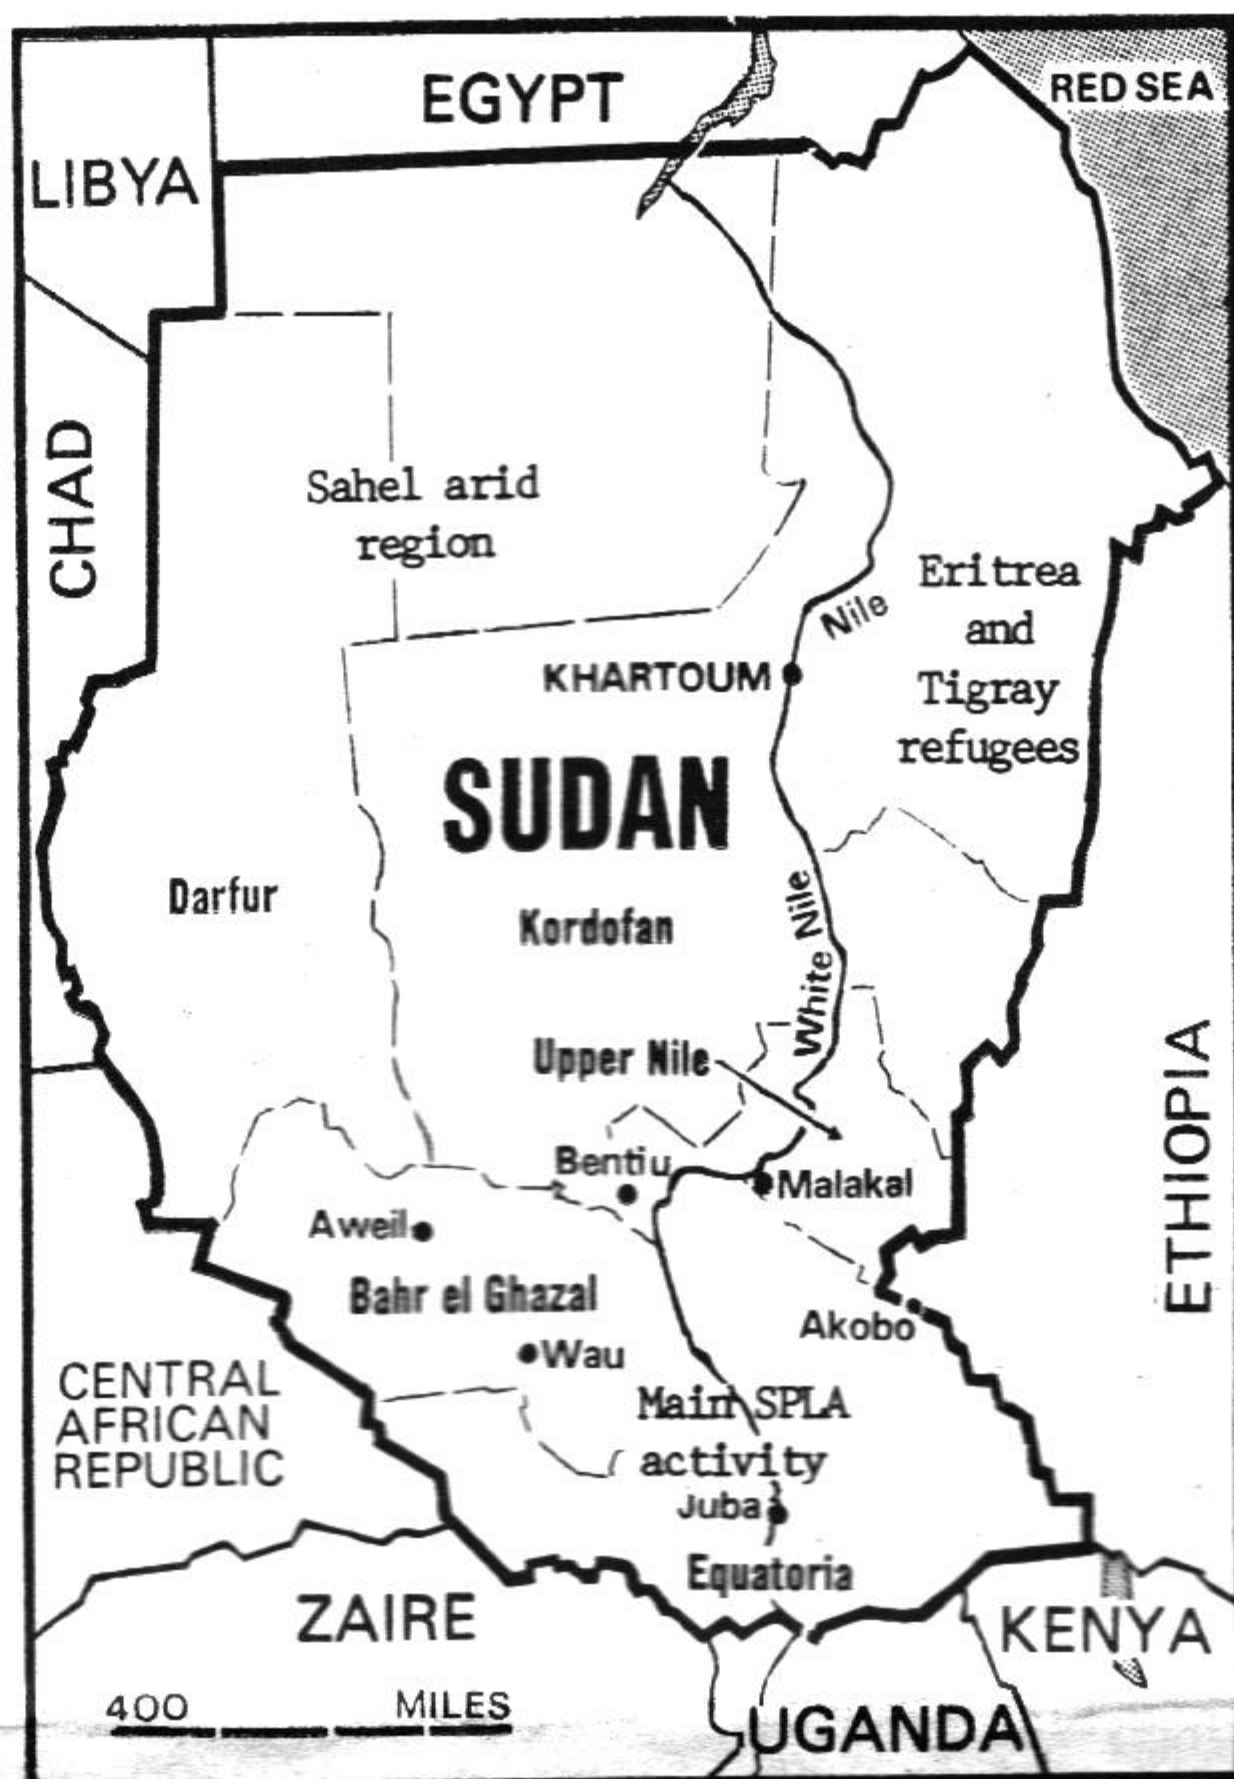 EGYPT
RED SEA
LIBYA
CHAD
Sahel arid
region
Eritrea
and
Tigray
refugees
Nile
KHARTOUM
SUDAN
Darfur
Kordofan
White Nile
Upper Nile
ETHIOPIA
Bentiu
Malakal
Aweil
Bahr el Ghazal
Akobo
Wau
CENTRAL
AFRICAN
REPUBLIC
Main SPLA
activity
Juba
Equatoria
ZAIRE
KENYA
400 MILES
UGANDA